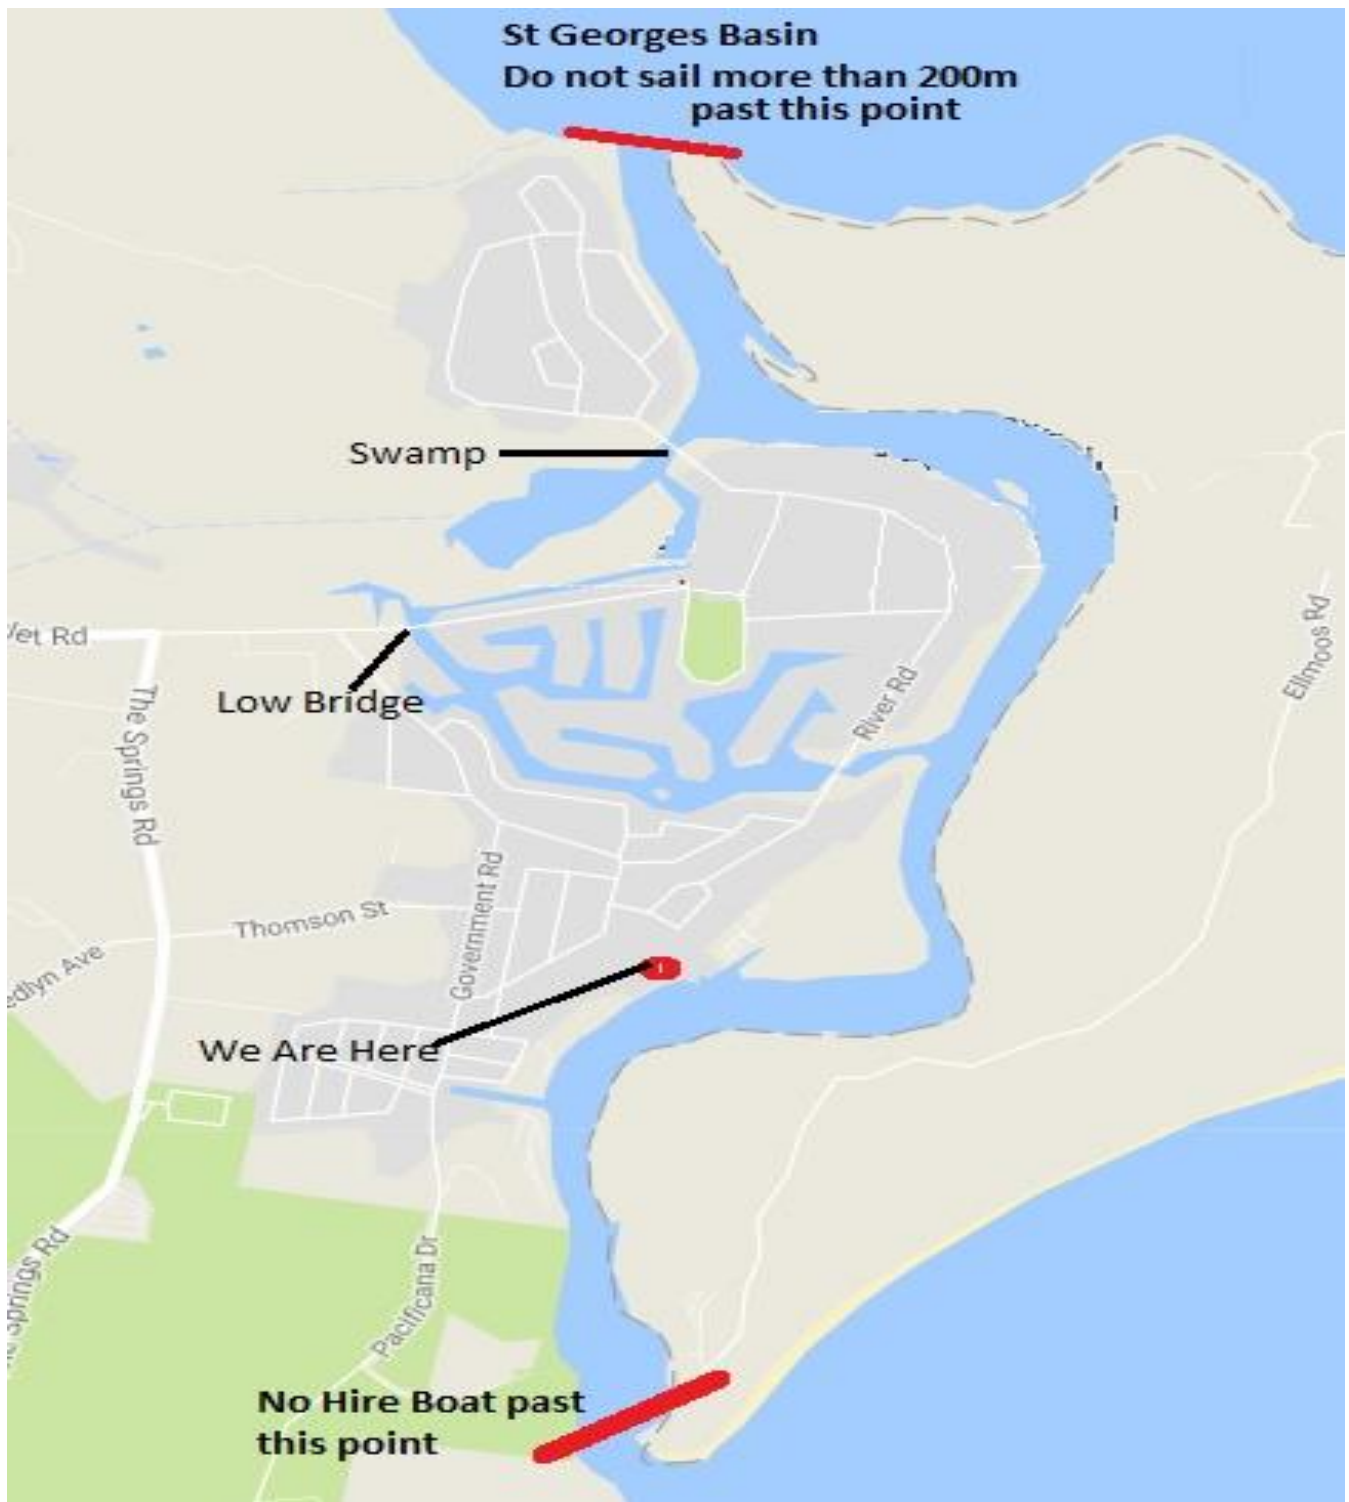 St Georges Basin
Do not sail more than 200m
past this point
Swamp
Rd
Low Bridge
The Springs Rd
River Rd
Ellmoos Rd
Government Rd
Thomson St
Ave
We Are Here
Springs Rd
Pacificana Dr
No Hire Boat past
this point